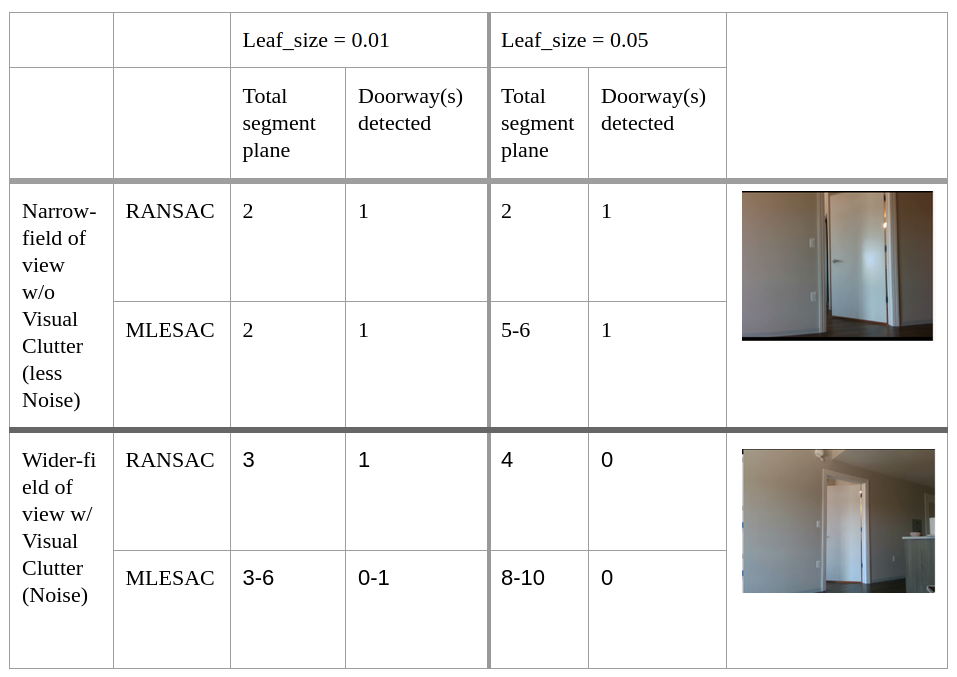 Leaf_size = 0.01
Leaf_size = 0.05
Total
segment
plane
Doorway(s)
detected
Total
segment
plane
Doorway(s)
detected
Narrow-
field of
view
w/o
Visual
Clutter
(less
Noise)
RANSAC
2
1
2
1
MLESAC
2
1
5-6
1
Wider-fi
eld of
view w/
Visual
Clutter
(Noise)
RANSAC
3
1
4
0
MLESAC
3-6
0-1
8-10
0